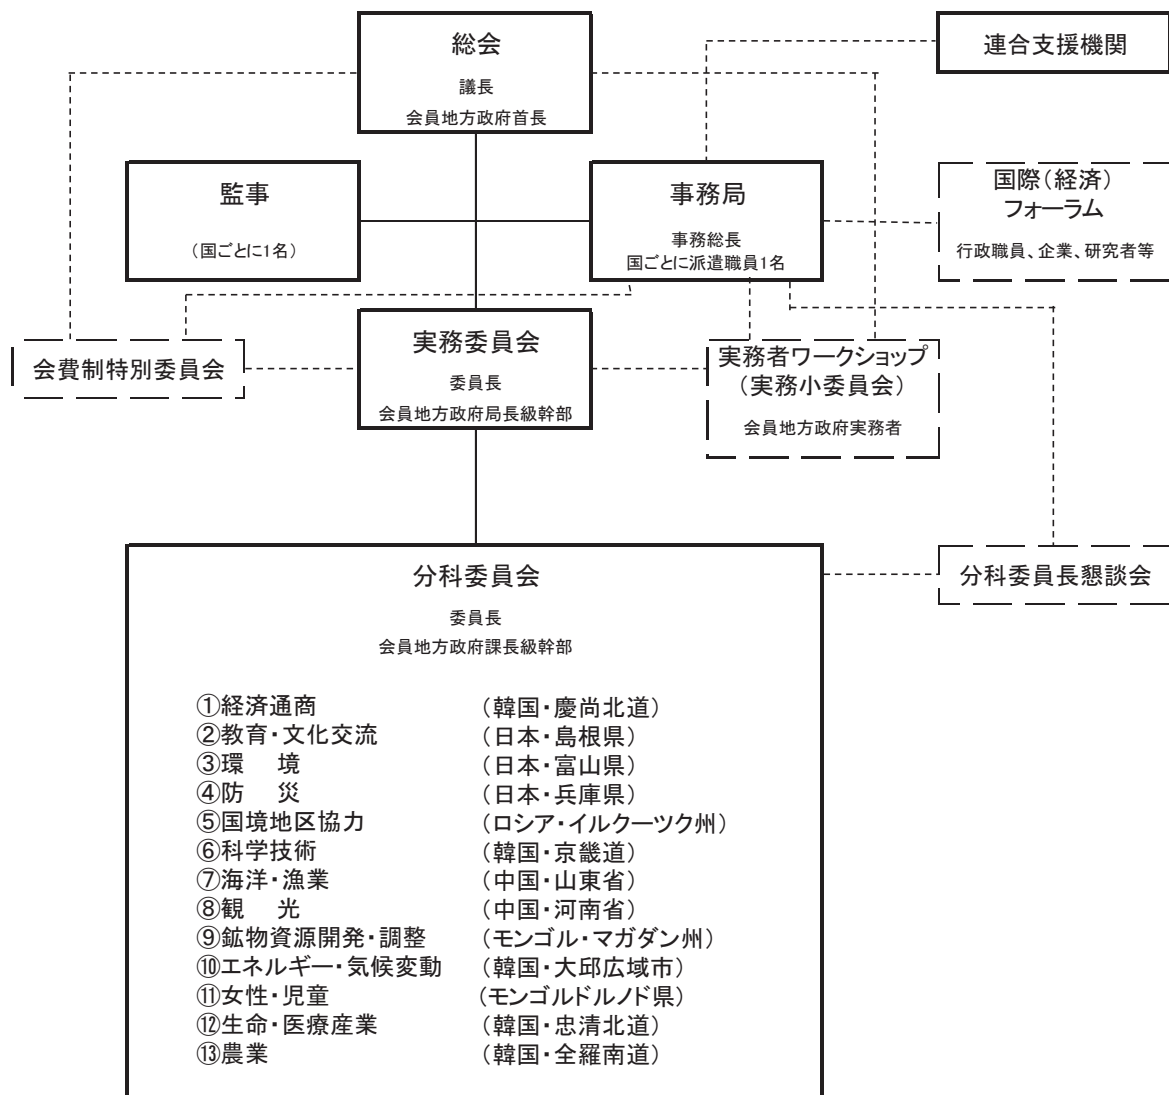 総会
議長
会員地方政府首長
連合支援機関
監事
(国ごとに1名)
事務局
事務総長
国ごとに派遣職員1名
国際(経済)
フォーラム
行政職員、企業、研究者等
会費制特別委員会
実務委員会
委員長
会員地方政府局長級幹部
実務者ワークショップ
(実務小委員会)
会員地方政府実務者
分科委員会
委員長
会員地方政府課長級幹部
分科委員長懇談会
①経済通商 (韓国・慶尚北道)
②教育・文化交流 (日本・島根県)
③環 境 (日本・富山県)
④防 災 (日本・兵庫県)
⑤国境地区協力 (ロシア・イルクーツク州)
⑥科学技術 (韓国・京畿道)
⑦海洋・漁業 (中国・山東省)
⑧観 光 (中国・河南省)
⑨鉱物資源開発・調整 (モンゴル・マガダン州)
⑩エネルギー・気候変動 (韓国・大邱広域市)
⑪女性・児童 (モンゴルドルノド県)
⑫生命・医療産業 (韓国・忠清北道)
⑬農業 (韓国・全羅南道)